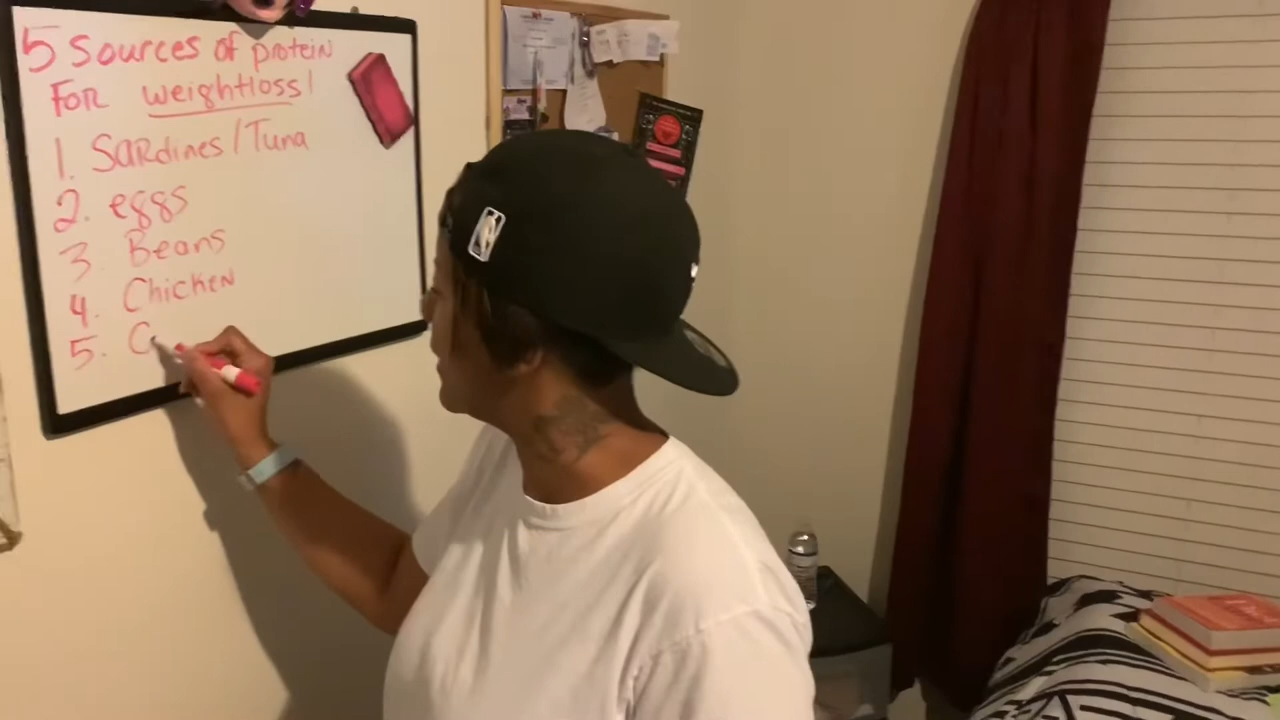 5 Sources of protein
FOR weightloss!
1. Sardines/Tuna
2. eggs
3. Beans
4. Chicken
5. C